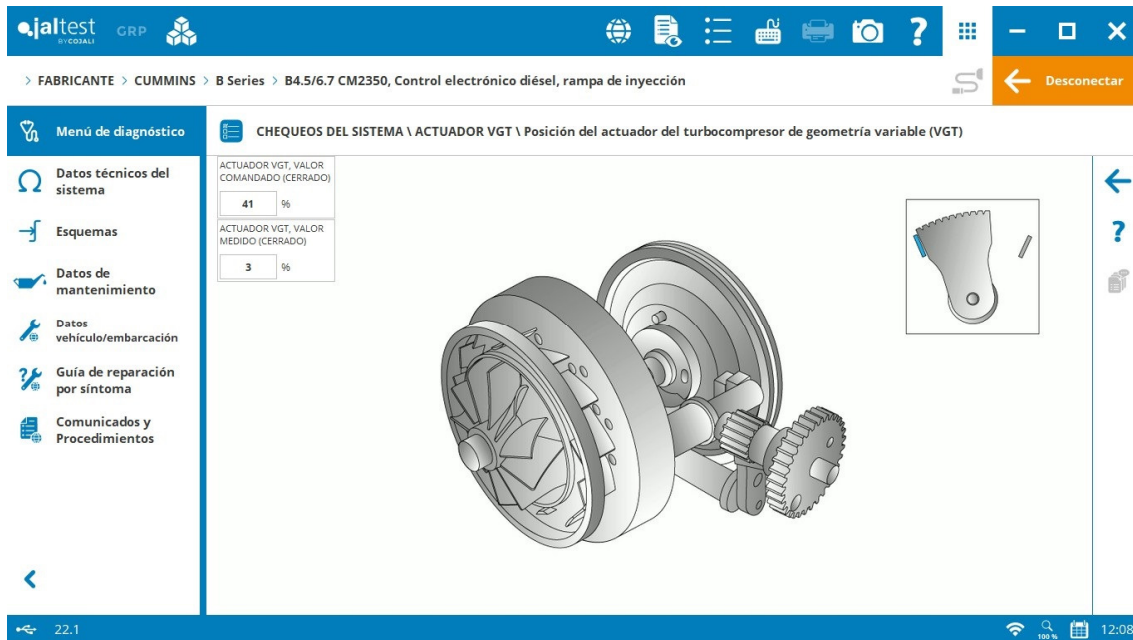 jaltest GRP
BY COJALI
> FABRICANTE > CUMMINS > B Series > B4.5/6.7 CM2350, Control electrónico diésel, rampa de inyección
Desconectar
Menú de diagnóstico
CHEQUEOS DEL SISTEMA \ ACTUADOR VGT \ Posición del actuador del turbocompresor de geometría variable (VGT)
Datos técnicos del
sistema
Esquemas
Datos de
mantenimiento
Datos
vehículo/embarcación
Guía de reparación
por síntoma
Comunicados y
Procedimientos
ACTUADOR VGT, VALOR
COMANDADO (CERRADO)
41 %
ACTUADOR VGT, VALOR
MEDIDO (CERRADO)
3 %
?
22.1
100 %
12:08